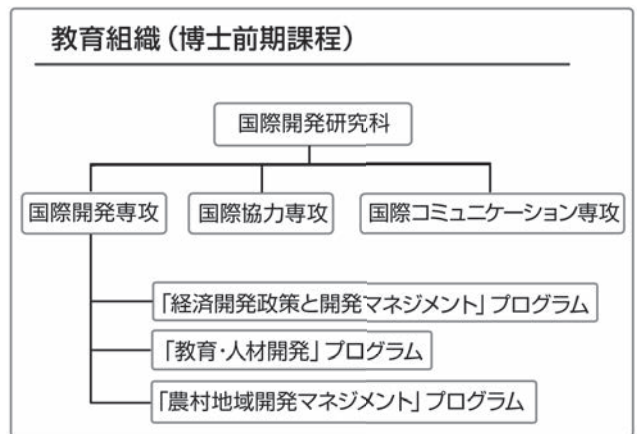 教育組織（博士前期課程）
国際開発研究科
国際開発専攻
国際協力専攻
国際コミュニケーション専攻
「経済開発政策と開発マネジメント」プログラム
「教育・人材開発」プログラム
「農村地域開発マネジメント」プログラム